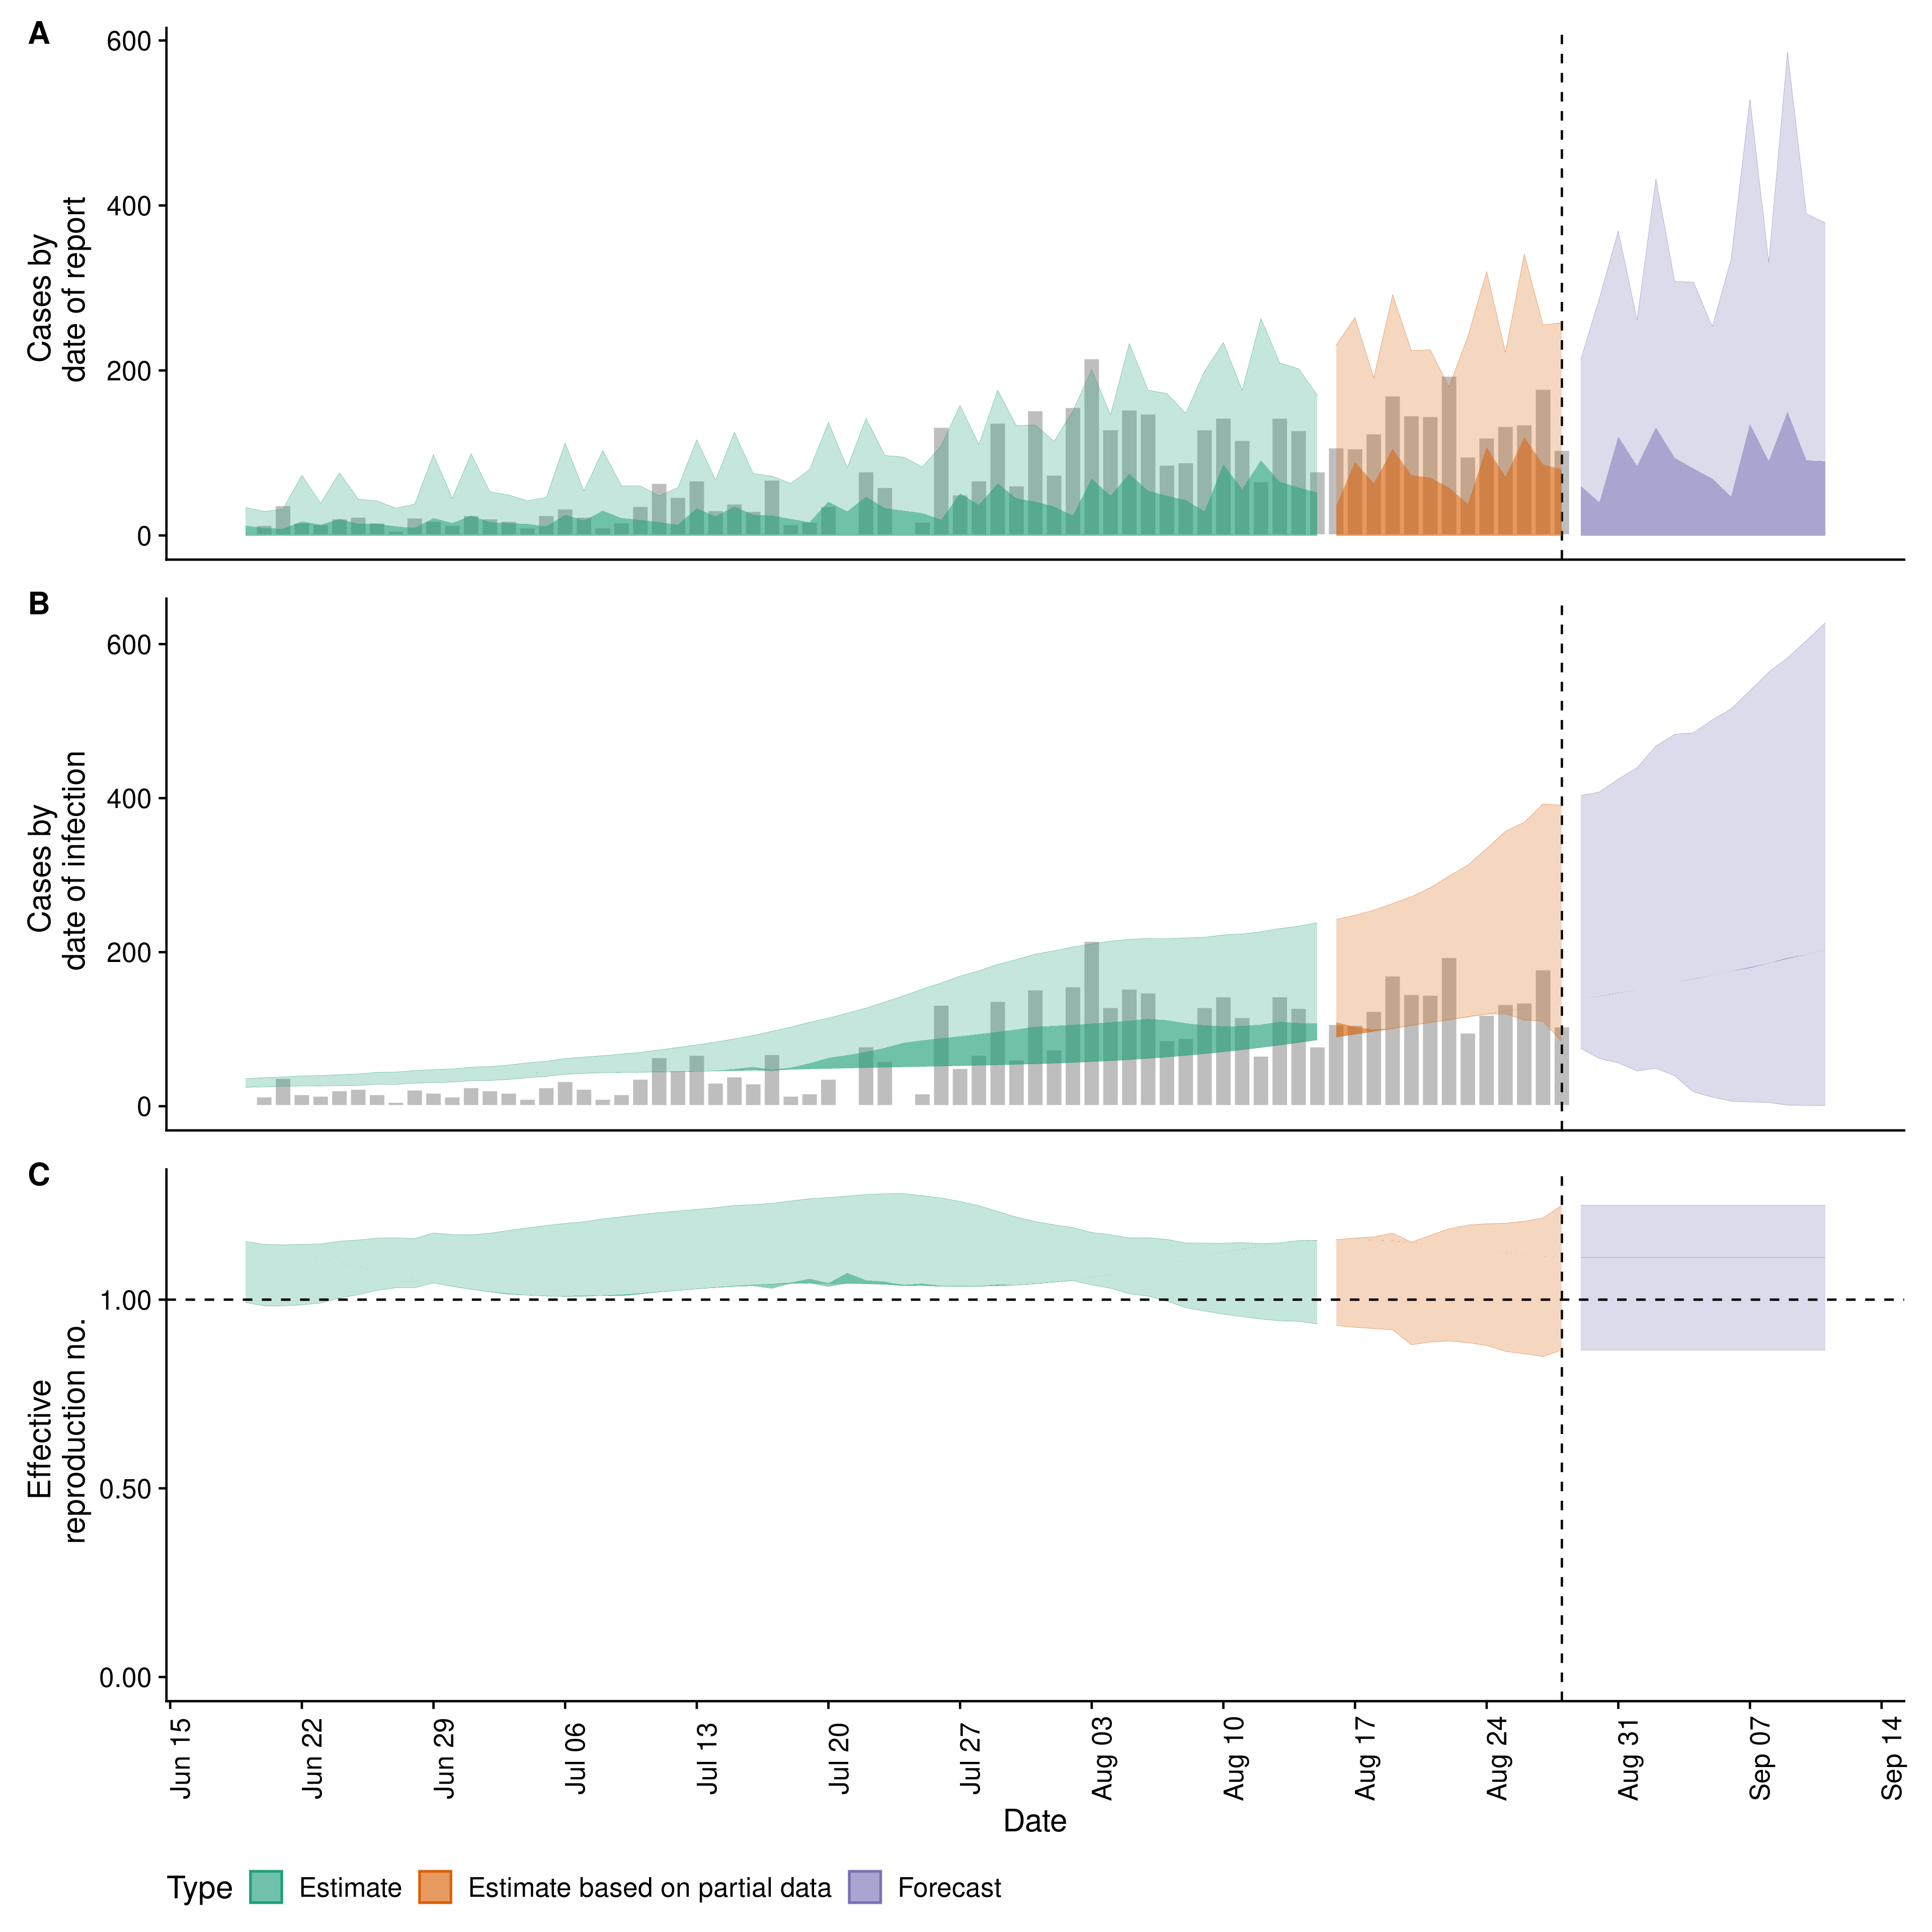 A
600
400
200
0
Cases by
date of report
B
600
400
200
0
Cases by
date of infection
C
1.00
0.50
0.00
Effective
reproduction no.
Jun 15
Jun 22
Jun 29
Jul 06
Jul 13
Jul 20
Jul 27
Aug 03
Aug 10
Aug 17
Aug 24
Aug 31
Sep 07
Sep 14
Date
Type Estimate Estimate based on partial data Forecast